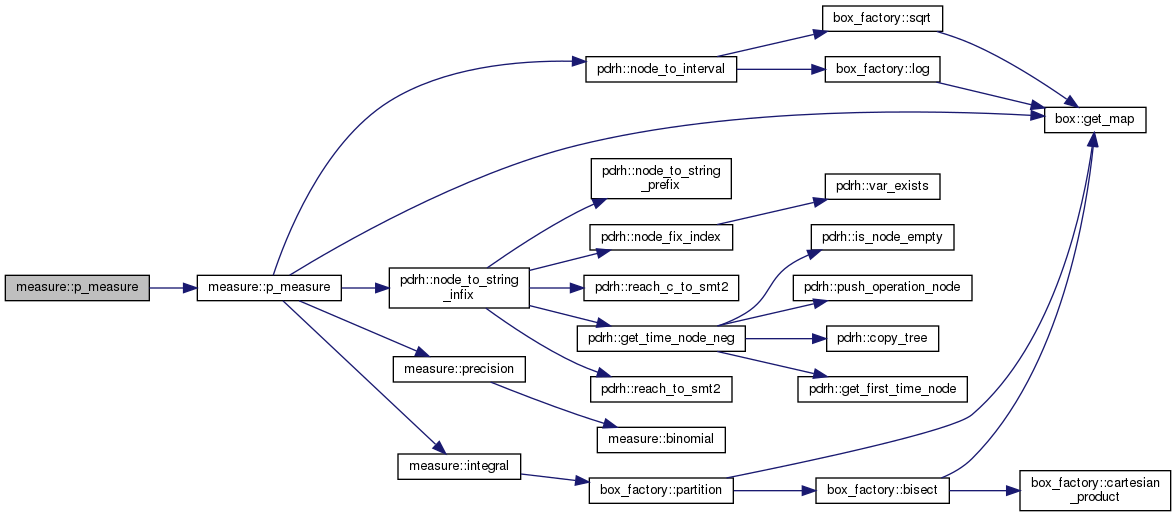 box_factory::sqrt
pdrh::node_to_interval
box_factory::log
box::get_map
pdrh::node_to_string
_prefix
pdrh::var_exists
pdrh::node_fix_index
pdrh::is_node_empty
measure::p_measure
measure::p_measure
pdrh::node_to_string
_infix
pdrh::reach_c_to_smt2
pdrh::push_operation_node
pdrh::get_time_node_neg
pdrh::copy_tree
measure::precision
pdrh::reach_to_smt2
pdrh::get_first_time_node
measure::binomial
measure::integral
box_factory::partition
box_factory::bisect
box_factory::cartesian
_product